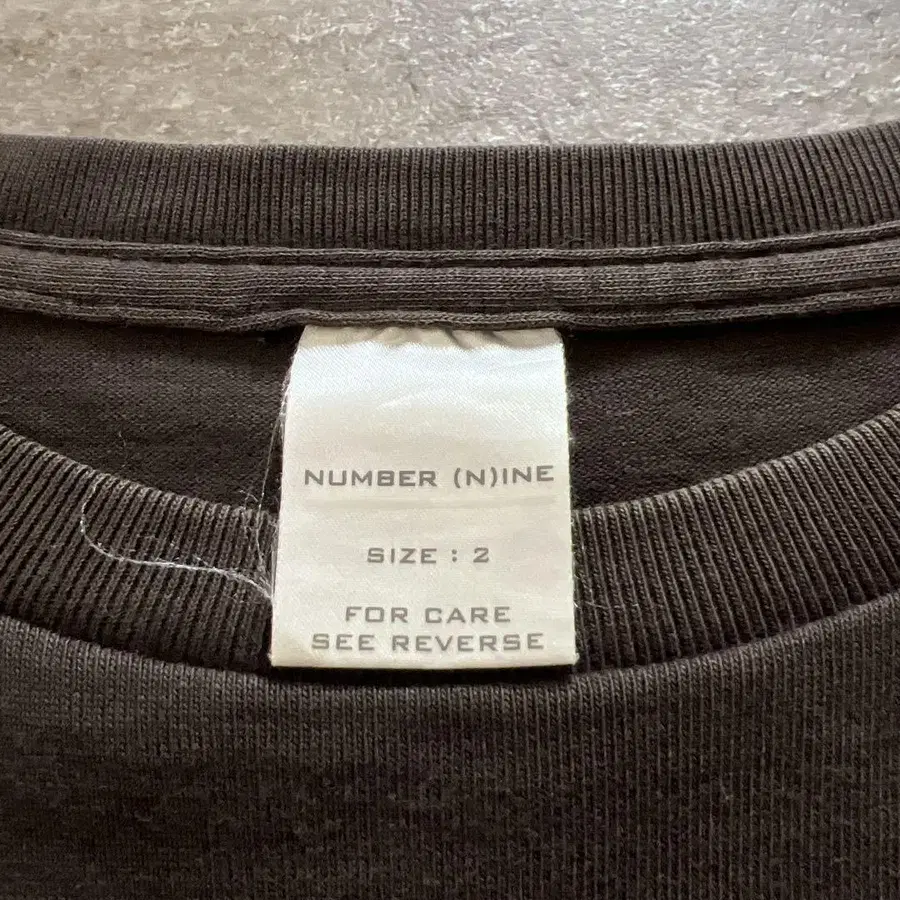 NUMBER (N)INE
SIZE : 2
FOR CARE
SEE REVERSE